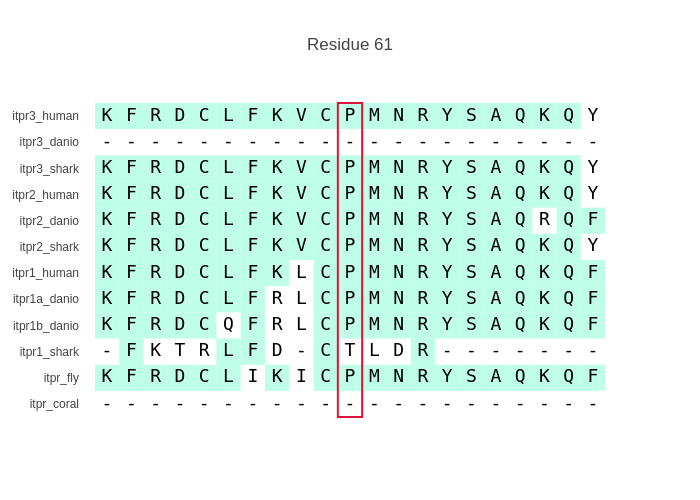 Residue 61
itpr3_human K F R D C L F K V C P M N R Y S A Q K Q Y
itpr3_danio - - - - - - - - - - - - - - - - - - - - -
itpr3_shark K F R D C L F K V C P M N R Y S A Q K Q Y
itpr2_human K F R D C L F K V C P M N R Y S A Q K Q Y
itpr2_danio K F R D C L F K V C P M N R Y S A Q R Q F
itpr2_shark K F R D C L F K V C P M N R Y S A Q K Q Y
itpr1_human K F R D C L F K L C P M N R Y S A Q K Q F
itpr1a_danio K F R D C L F R L C P M N R Y S A Q K Q F
itpr1b_danio K F R D C Q F R L C P M N R Y S A Q K Q F
itpr1_shark - F K T R L F D - C T L D R - - - - - - -
itpr_fly K F R D C L I K I C P M N R Y S A Q K Q F
itpr_coral - - - - - - - - - - - - - - - - - - - - -